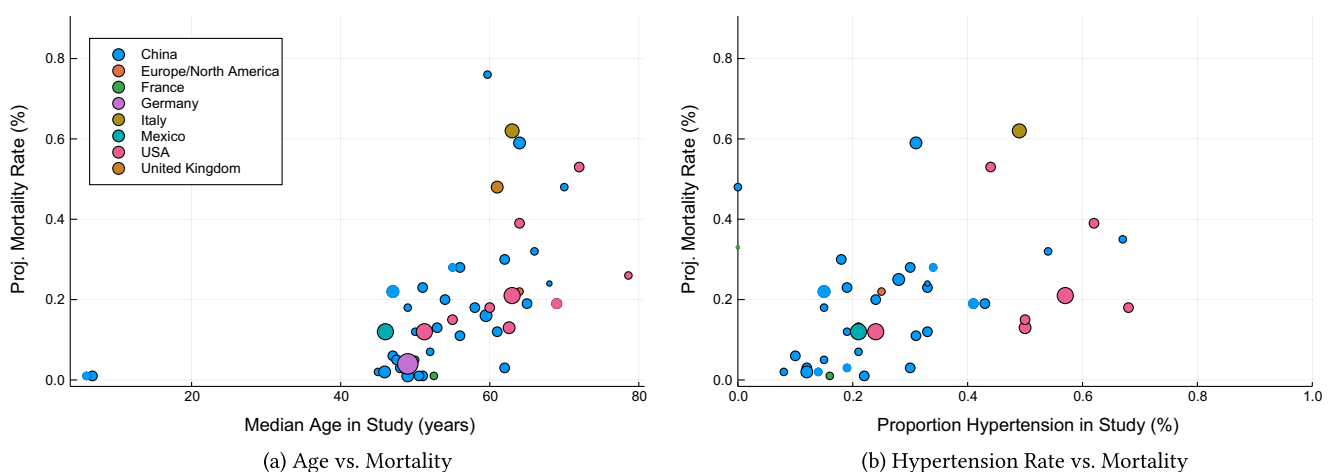 0.8
0.6
0.4
0.2
0.0
Proj. Mortality Rate (%)
China
Europe/North America
France
Germany
Italy
Mexico
USA
United Kingdom
20
40
60
80
Median Age in Study (years)
(a) Age vs. Mortality
0.8
0.6
0.4
0.2
0.0
Proj. Mortality Rate (%)
0.0
0.2
0.4
0.6
0.8
1.0
Proportion Hypertension in Study (%)
(b) Hypertension Rate vs. Mortality